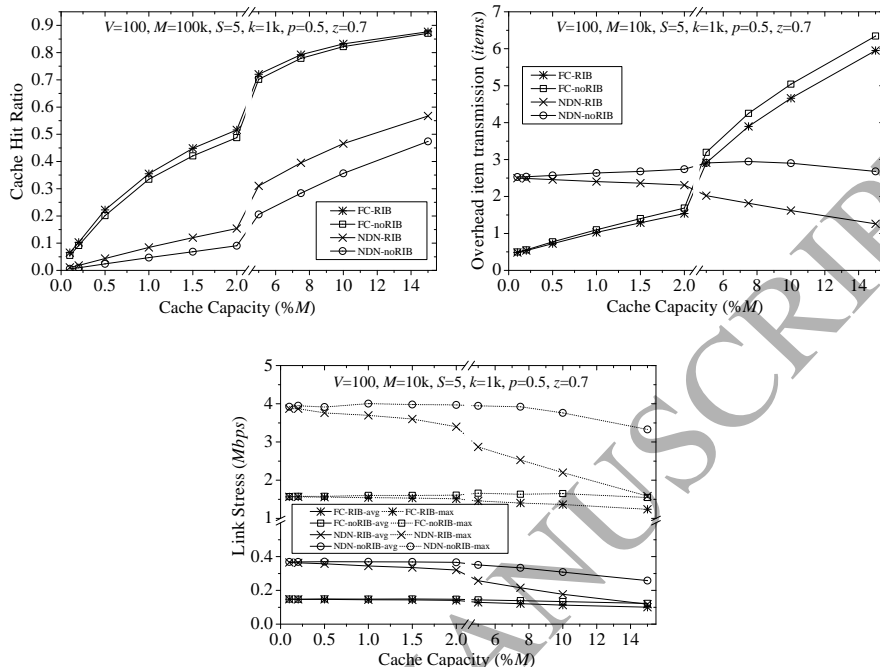 V=100, M=100k, S=5, k=1k, p=0.5, z=0.7
Cache Hit Ratio
0.9
0.8
0.7
0.6
0.5
0.4
0.3
0.2
0.1
0.0
FC-RIB
FC-noRIB
NDN-RIB
NDN-noRIB
0.0 0.5 1.0 1.5 2.0 6 8 10 12 14
Cache Capacity (%M)
V=100, M=10k, S=5, k=1k, p=0.5, z=0.7
Overhead item transmission (items)
7
6
5
4
3
2
1
0
FC-RIB
FC-noRIB
NDN-RIB
NDN-noRIB
0.0 0.5 1.0 1.5 2.0 6 8 10 12 14
Cache Capacity (%M)
V=100, M=10k, S=5, k=1k, p=0.5, z=0.7
Link Stress (Mbps)
5
4
3
2
1
0.4
0.2
0.0
FC-RIB-avg FC-RIB-max
FC-noRIB-avg FC-noRIB-max
NDN-RIB-avg NDN-RIB-max
NDN-noRIB-avg NDN-noRIB-max
0.0 0.5 1.0 1.5 2.0 6 8 10 12 14
Cache Capacity (%M)
ANUSCRIP